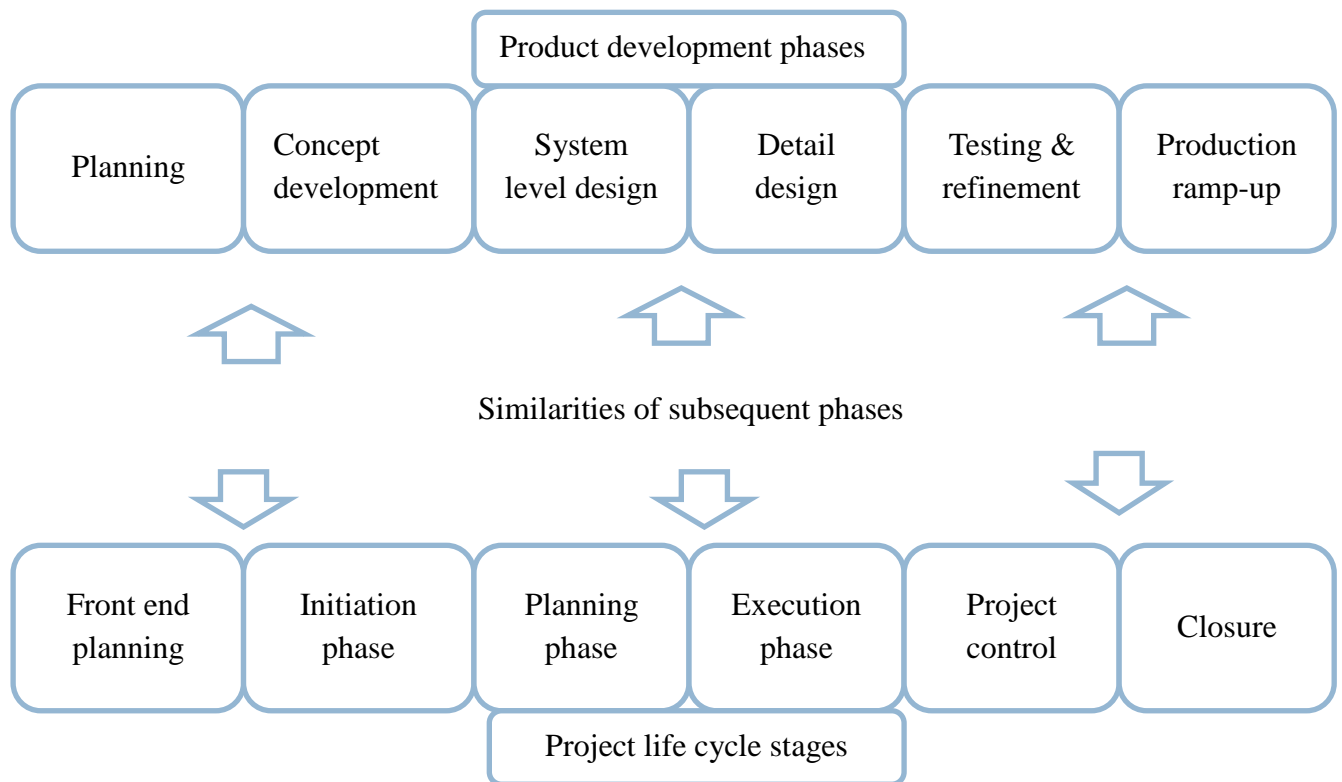 Product development phases
Planning
Concept
development
System
level design
Detail
design
Testing &
refinement
Production
ramp-up
Similarities of subsequent phases
Front end
planning
Initiation
phase
Planning
phase
Execution
phase
Project
control
Closure
Project life cycle stages